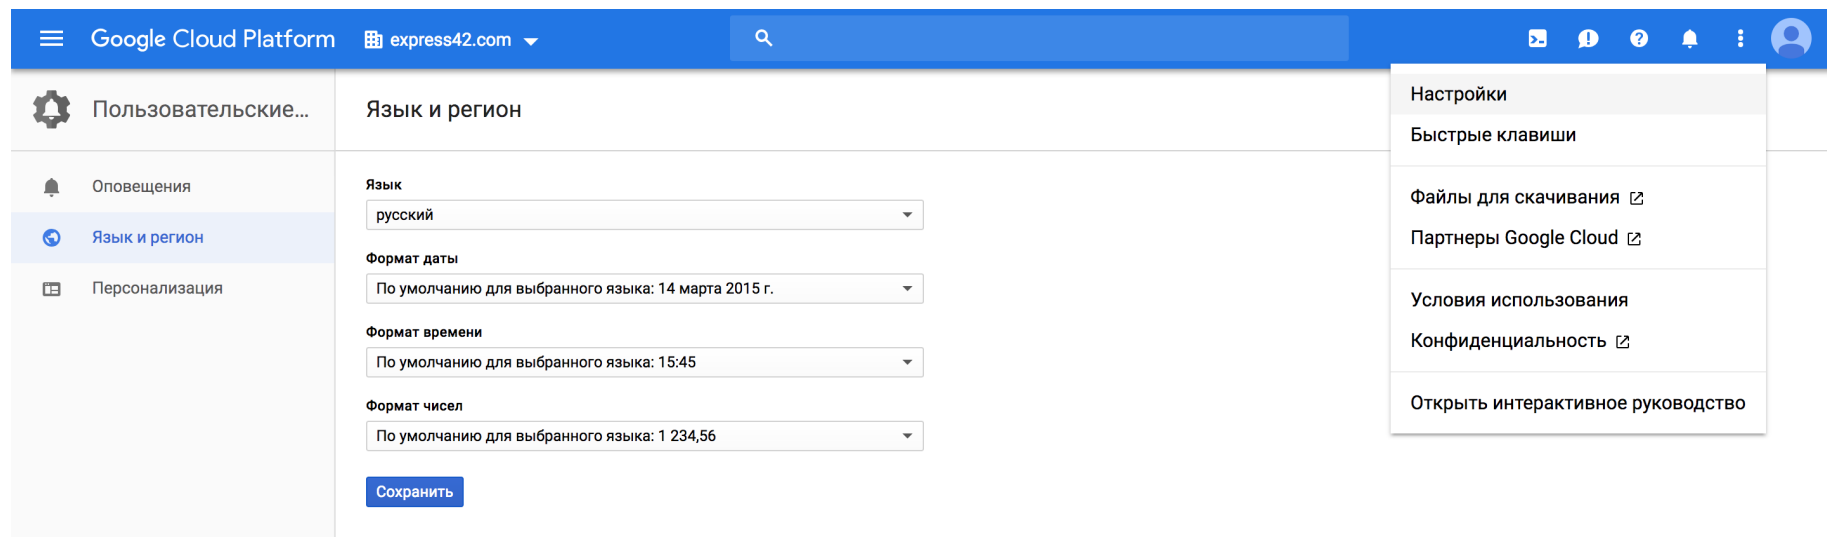 Google Cloud Platform
express42.com
Пользовательские...
Оповещения
Язык и регион
Персонализация
Язык и регион
Язык
русский
Формат даты
По умолчанию для выбранного языка: 14 марта 2015 г.
Формат времени
По умолчанию для выбранного языка: 15:45
Формат чисел
По умолчанию для выбранного языка: 1 234,56
Сохранить
Настройки
Быстрые клавиши
Файлы для скачивания
Партнеры Google Cloud
Условия использования
Конфиденциальность
Открыть интерактивное руководство